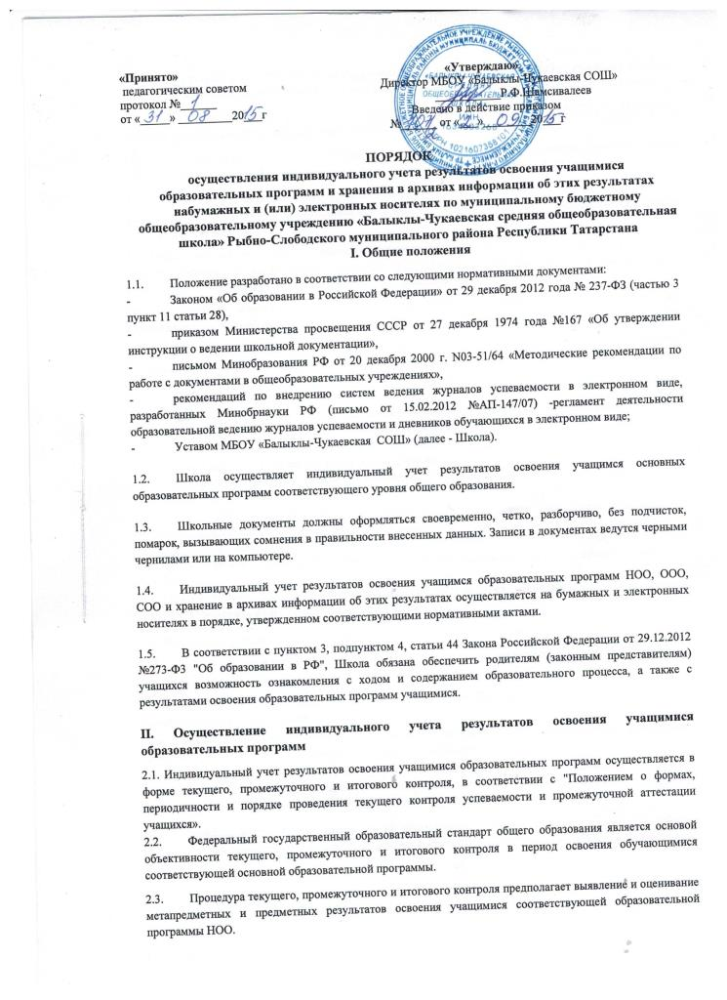 «Принято»
педагогическим советом
протокол № 1
от « 31 » 08 2015 г
«Утверждаю»
Директор МБОУ «Балыклы-Чукаевская СОШ»
Р.Ф.Шамсивалеев
Введено в действие приказом
№ от « » 09 2015 г
ПОРЯДОК
осуществления индивидуального учета результатов освоения учащимися
образовательных программ и хранения в архивах информации об этих результатах
набумажных и (или) электронных носителях по муниципальному бюджетному
общеобразовательному учреждению «Балыклы-Чукаевская средняя общеобразовательная
школа» Рыбно-Слободского муниципального района Республики Татарстана
I. Общие положения
1.1. Положение разработано в соответствии со следующими нормативными документами:
- Законом «Об образовании в Российской Федерации» от 29 декабря 2012 года № 237-ФЗ (частью 3
пункт 11 статьи 28),
- приказом Министерства просвещения СССР от 27 декабря 1974 года №167 «Об утверждении
инструкции о ведении школьной документации»,
- письмом Минобразования РФ от 20 декабря 2000 г. N03-51/64 «Методические рекомендации по
работе с документами в общеобразовательных учреждениях»,
- рекомендаций по внедрению систем ведения журналов успеваемости в электронном виде,
разработанных Минобрнауки РФ (письмо от 15.02.2012 №АП-147/07) -регламент деятельности
образовательной ведению журналов успеваемости и дневников обучающихся в электронном виде;
- Уставом МБОУ «Балыклы-Чукаевская СОШ» (далее - Школа).
1.2. Школа осуществляет индивидуальный учет результатов освоения учащимся основных
образовательных программ соответствующего уровня общего образования.
1.3. Школьные документы должны оформляться своевременно, четко, разборчиво, без подчисток,
помарок, вызывающих сомнения в правильности внесенных данных. Записи в документах ведутся черными
чернилами или на компьютере.
1.4. Индивидуальный учет результатов освоения учащимся образовательных программ НОО, ООО,
СОО и хранение в архивах информации об этих результатах осуществляется на бумажных и электронных
носителях в порядке, утвержденном соответствующими нормативными актами.
1.5. В соответствии с пунктом 3, подпунктом 4, статьи 44 Закона Российской Федерации от 29.12.2012
№273-ФЗ "Об образовании в РФ", Школа обязана обеспечить родителям (законным представителям)
учащихся возможность ознакомления с ходом и содержанием образовательного процесса, а также с
результатами освоения образовательных программ учащимися.
II. Осуществление индивидуального учета результатов освоения учащимися
образовательных программ
2.1. Индивидуальный учет результатов освоения учащимися образовательных программ осуществляется в
форме текущего, промежуточного и итогового контроля, в соответствии с "Положением о формах,
периодичности и порядке проведения текущего контроля успеваемости и промежуточной аттестации
учащихся».
2.2. Федеральный государственный образовательный стандарт общего образования является основой
объективности текущего, промежуточного и итогового контроля в период освоения обучающимися
соответствующей основной образовательной программы.
2.3. Процедура текущего, промежуточного и итогового контроля предполагает выявление и оценивание
метапредметных и предметных результатов освоения учащимися соответствующей образовательной
программы НОО.